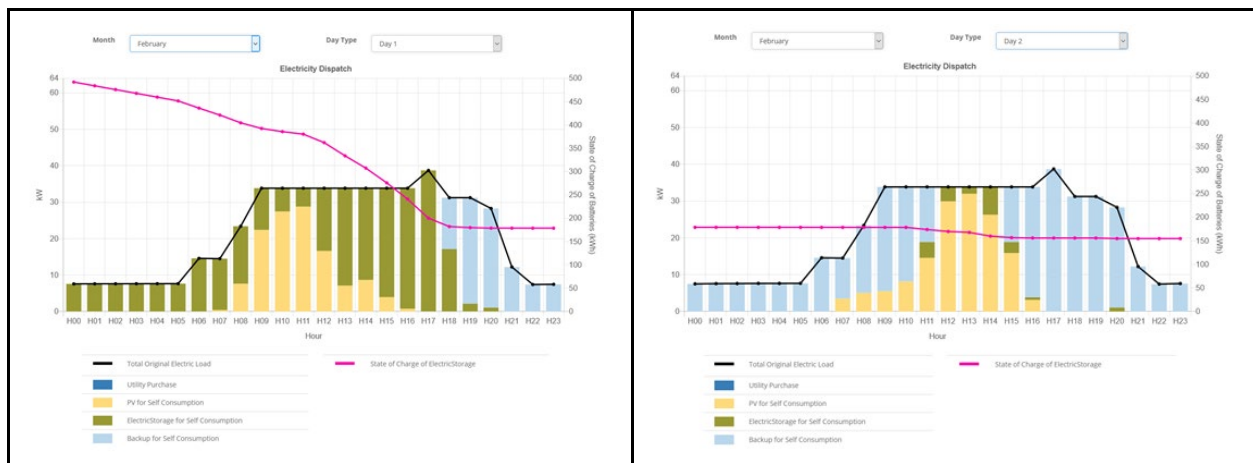 Month February Day Type Day 1
Electricity Dispatch
64 500
60 450
50 400
350
40 300
kW 30 250 State of Charge of Batteries (kWh)
200
20 150
10 100
50
0 0
H00 H01 H02 H03 H04 H05 H06 H07 H08 H09 H10 H11 H12 H13 H14 H15 H16 H17 H18 H19 H20 H21 H22 H23
Hour
Total Original Electric Load State of Charge of ElectricStorage
Utility Purchase
PV for Self Consumption
ElectricStorage for Self Consumption
Backup for Self Consumption
Month February Day Type Day 2
Electricity Dispatch
64 500
60 450
50 400
350
40 300
kW 30 250 State of Charge of Batteries (kWh)
200
20 150
10 100
50
0 0
H00 H01 H02 H03 H04 H05 H06 H07 H08 H09 H10 H11 H12 H13 H14 H15 H16 H17 H18 H19 H20 H21 H22 H23
Hour
Total Original Electric Load State of Charge of ElectricStorage
Utility Purchase
PV for Self Consumption
ElectricStorage for Self Consumption
Backup for Self Consumption